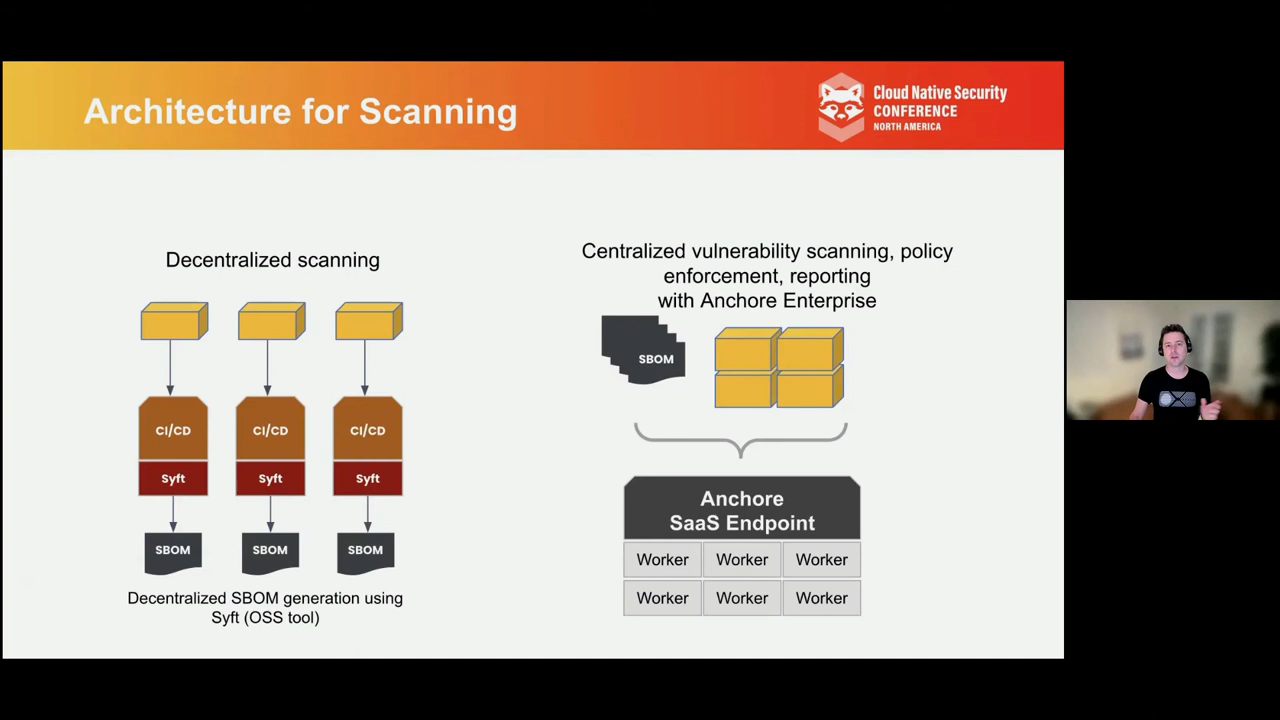 Architecture for Scanning
Cloud Native Security
CONFERENCE
NORTH AMERICA
Decentralized scanning
CI/CD
CI/CD
CI/CD
Syft
Syft
Syft
SBOM
SBOM
SBOM
Decentralized SBOM generation using
Syft (OSS tool)
Centralized vulnerability scanning, policy
enforcement, reporting
with Anchore Enterprise
SBOM
Anchore
SaaS Endpoint
Worker
Worker
Worker
Worker
Worker
Worker